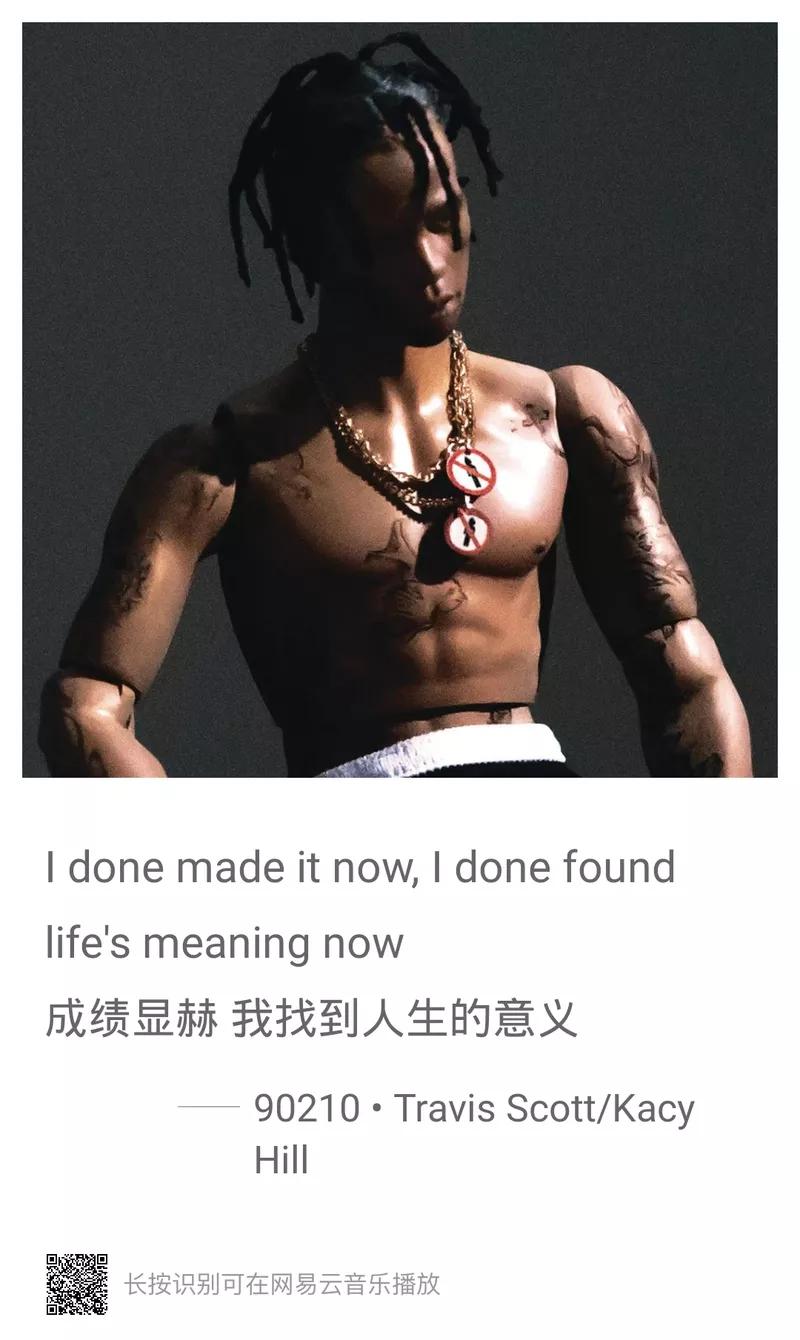 I done made it now, I done found
life's meaning now
成绩显赫 我找到人生的意义
—— 90210 • Travis Scott/Kacy
Hill
长按识别可在网易云音乐播放